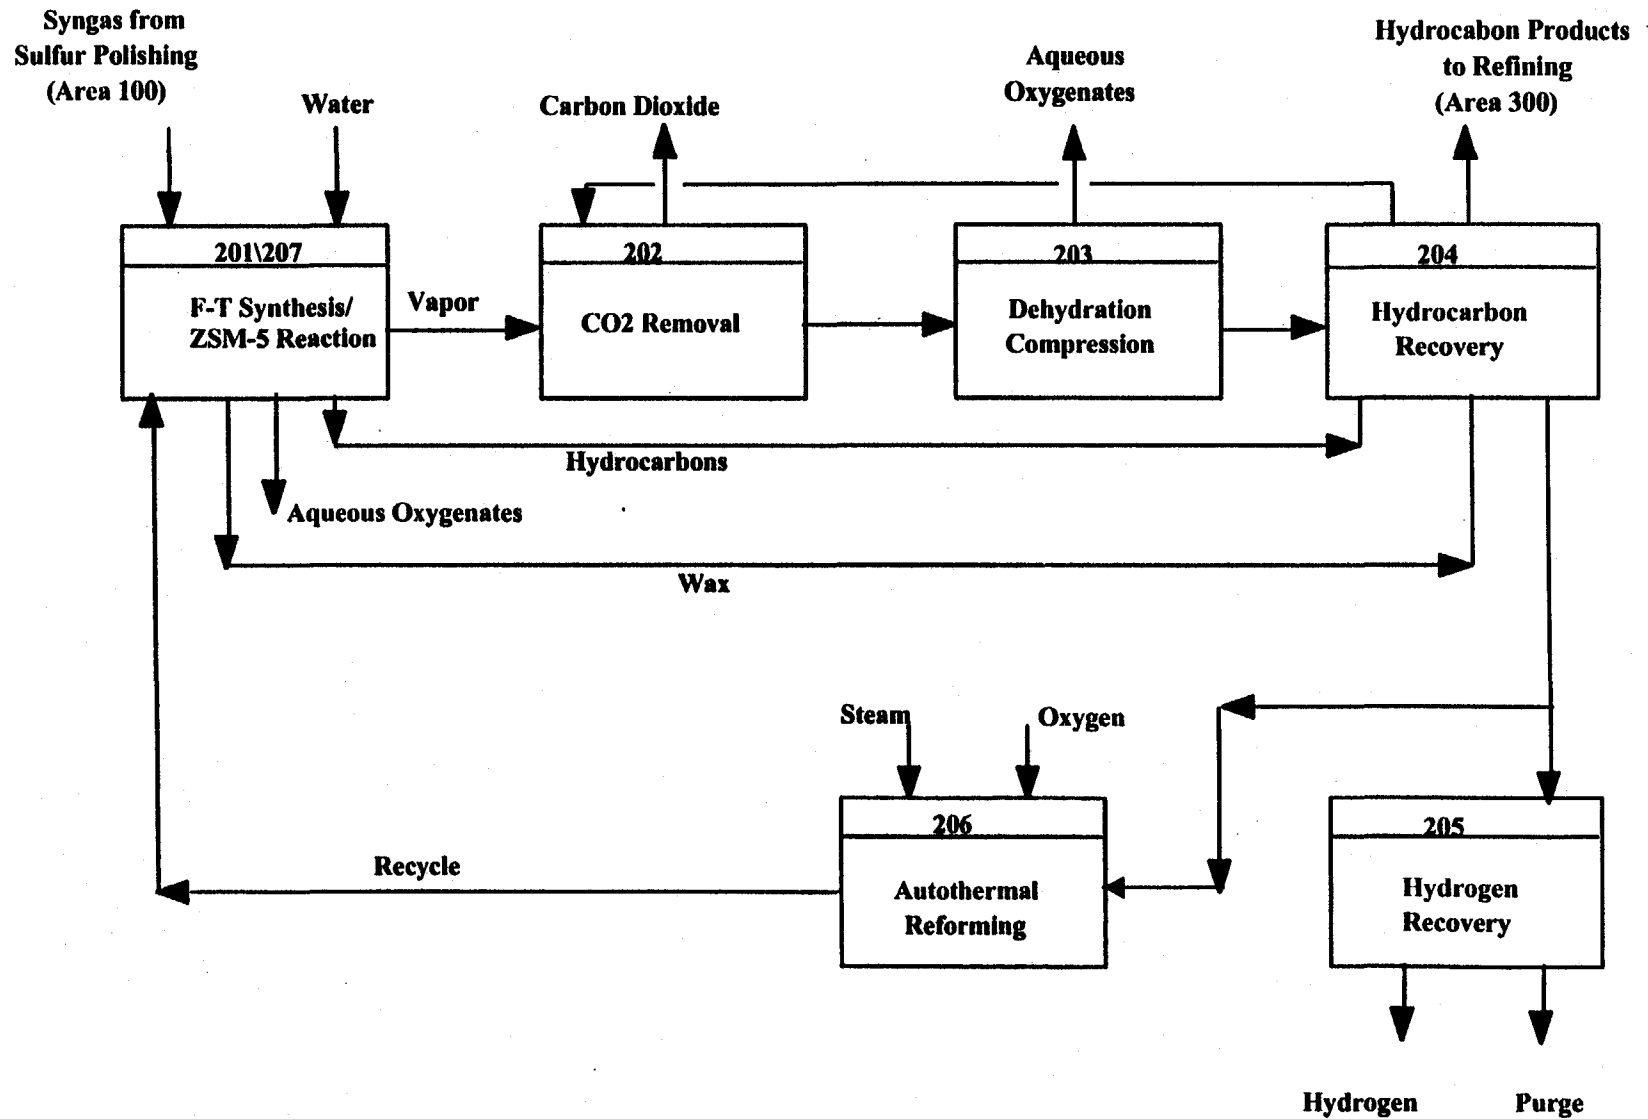 Syngas from
Sulfur Polishing
(Area 100)
Water
Carbon Dioxide
Aqueous
Oxygenates
Hydrocabon Products
to Refining
(Area 300)
201\207
F-T Synthesis/
ZSM-5 Reaction
Vapor
202
CO2 Removal
203
Dehydration
Compression
204
Hydrocarbon
Recovery
Hydrocarbons
Aqueous Oxygenates
Wax
Steam
Oxygen
206
Autothermal
Reforming
Recycle
205
Hydrogen
Recovery
Hydrogen
Purge